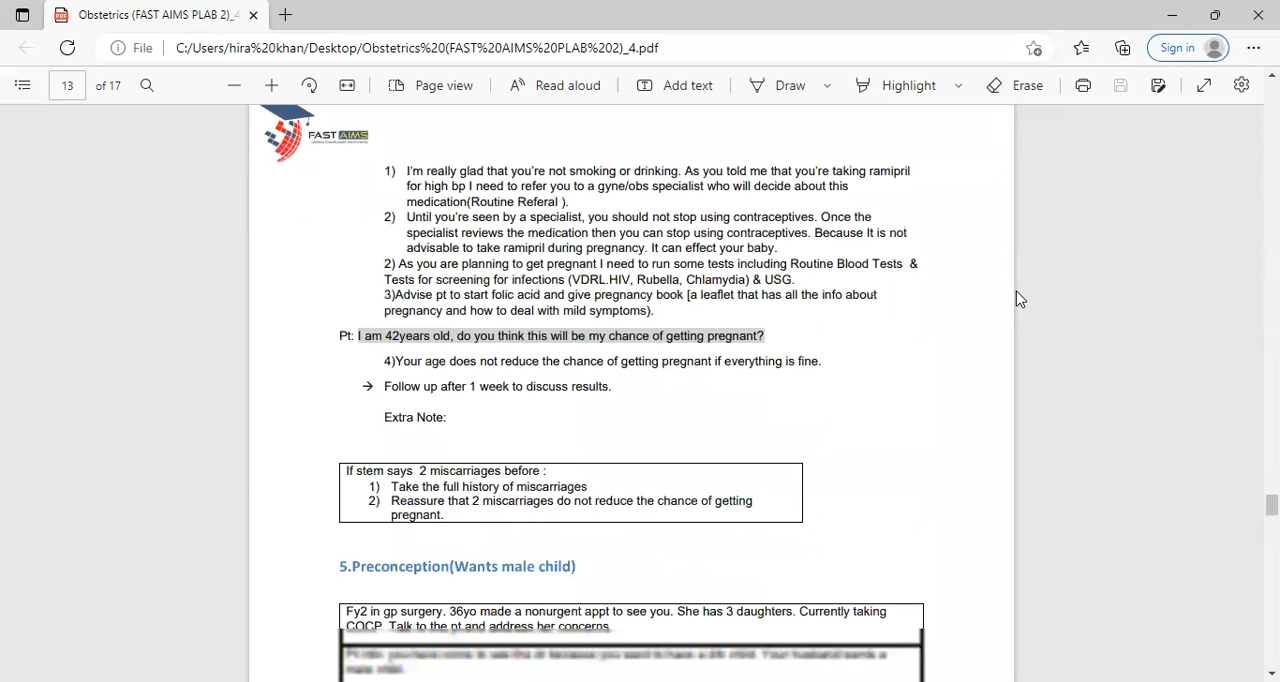 Obstetrics (FAST AIMS PLAB 2)_4
File C:/Users/hira%20khan/Desktop/Obstetrics%20(FAST%20AIMS%20PLAB%202)_4.pdf Sign in
13 of 17 Page view Read aloud Add text Draw Highlight Erase
FAST AIMS
1) I'm really glad that you're not smoking or drinking. As you told me that you're taking ramipril
for high bp I need to refer you to a gyne/obs specialist who will decide about this
medication(Routine Referal ).
2) Until you're seen by a specialist, you should not stop using contraceptives. Once the
specialist reviews the medication then you can stop using contraceptives. Because It is not
advisable to take ramipril during pregnancy. It can effect your baby.
2) As you are planning to get pregnant I need to run some tests including Routine Blood Tests &
Tests for screening for infections (VDRL.HIV, Rubella, Chlamydia) & USG.
3)Advise pt to start folic acid and give pregnancy book [a leaflet that has all the info about
pregnancy and how to deal with mild symptoms).
Pt: I am 42years old, do you think this will be my chance of getting pregnant?
4)Your age does not reduce the chance of getting pregnant if everything is fine.
→ Follow up after 1 week to discuss results.
Extra Note:
If stem says 2 miscarriages before :
1) Take the full history of miscarriages
2) Reassure that 2 miscarriages do not reduce the chance of getting
pregnant.
5.Preconception(Wants male child)
Fy2 in gp surgery. 36yo made a nonurgent appt to see you. She has 3 daughters. Currently taking
COCP. Talk to the pt and address her concerns.